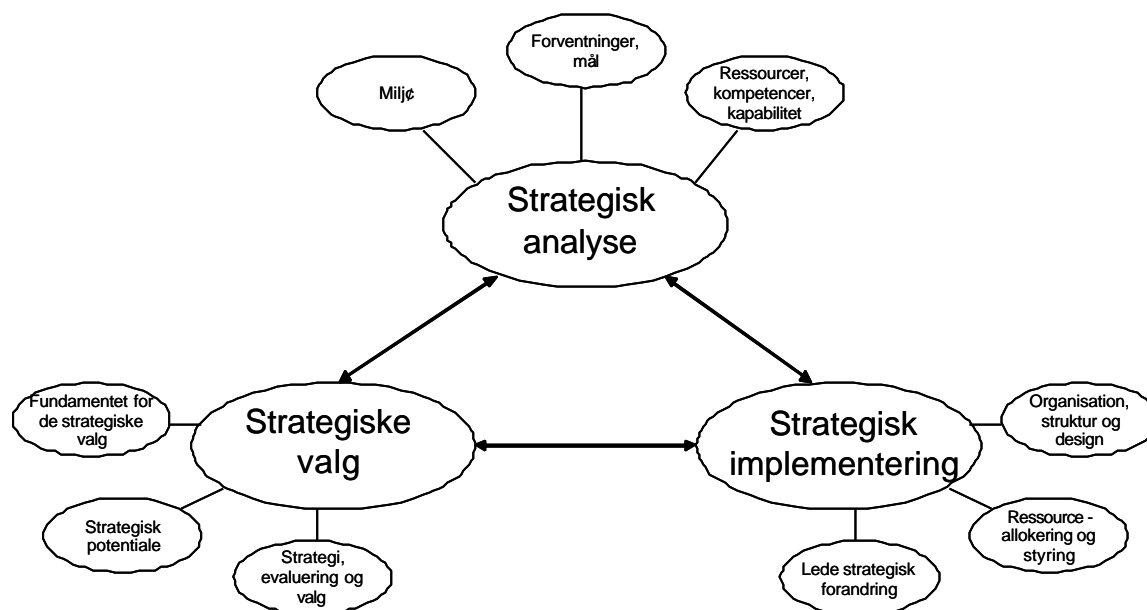 Forventninger,
mål
Milj¢
Ressourcer,
kompetencer,
kapabilitet
Strategisk
analyse
Fundamentet for
de strategiske
valg
Strategiske
valg
Strategisk
implementering
Organisation,
struktur og
design
Strategisk
potentiale
Strategi,
evaluering og
valg
Lede strategisk
forandring
Ressource -
allokering og
styring